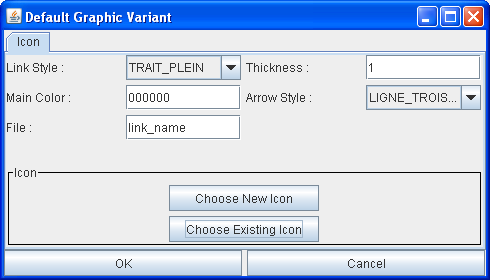 Default Graphic Variant
Icon
Link Style : TRAIT_PLEIN Thickness : 1
Main Color : 000000 Arrow Style : LIGNE_TROIS...
File : link_name
Icon
Choose New Icon
Choose Existing Icon
OK Cancel